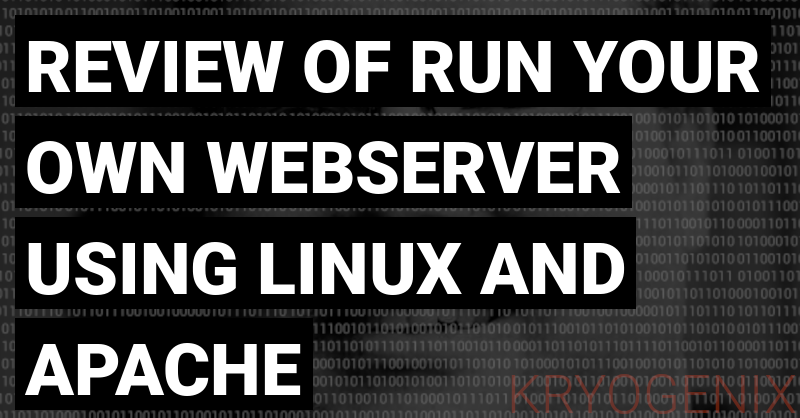 REVIEW OF RUN YOUR
OWN WEBSERVER
USING LINUX AND
APACHE
KRYOGENIX